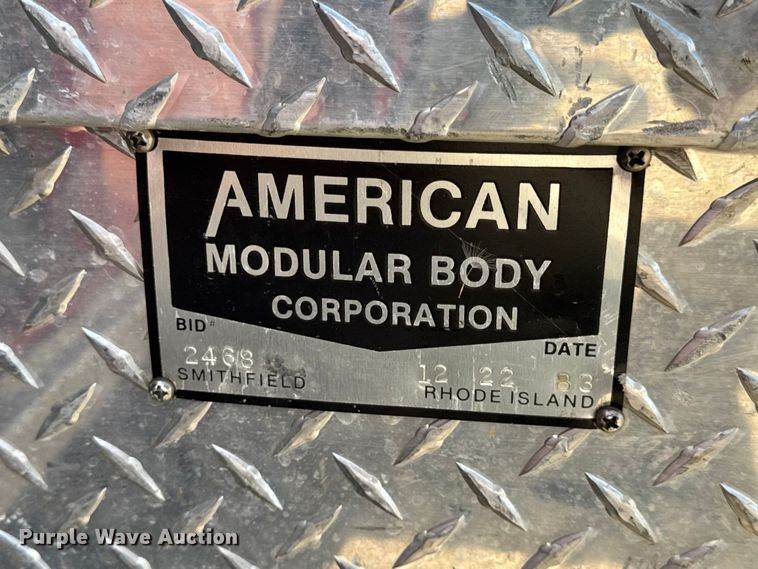 AMERICAN
MODULAR BODY
CORPORATION
BID#
DATE
2468
12 22 83
SMITHFIELD
RHODE ISLAND
Purple Wave Auction